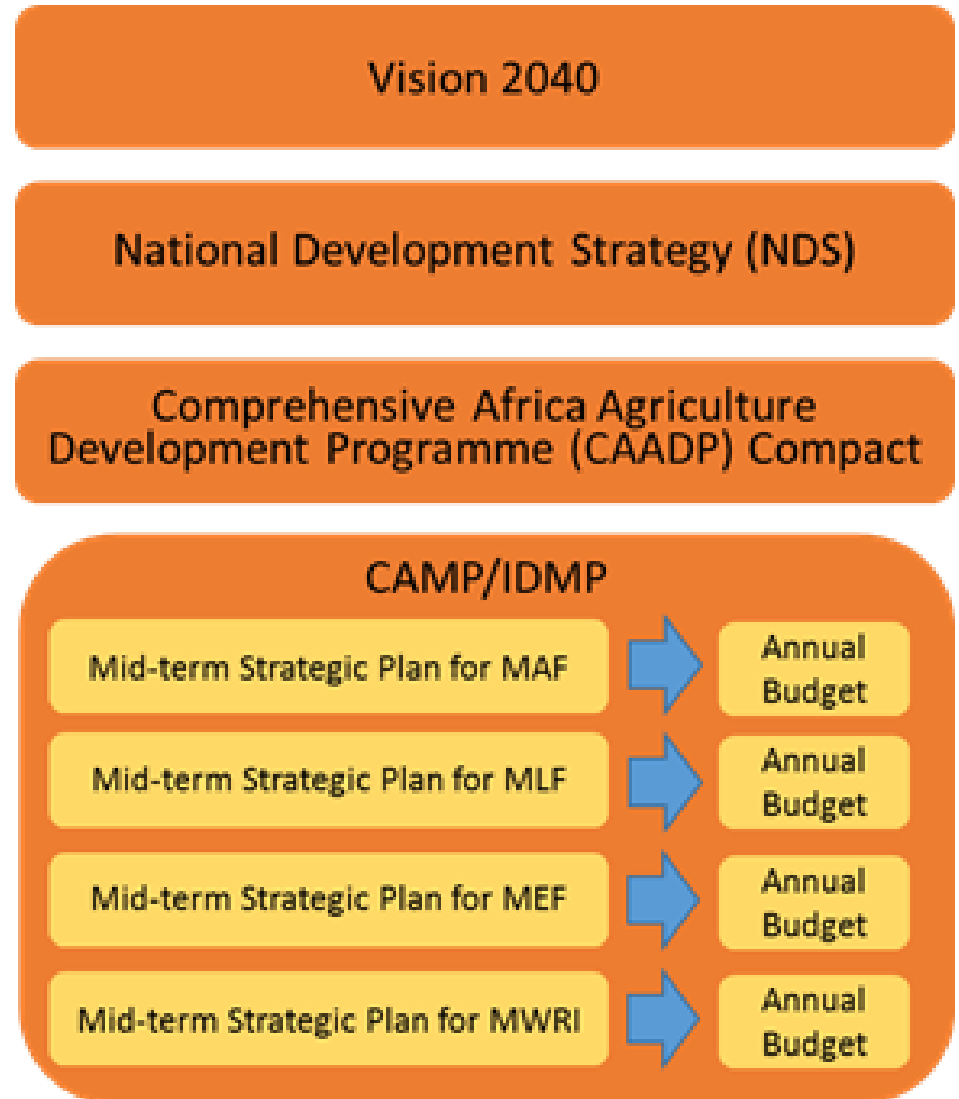 Vision 2040
National Development Strategy (NDS)
Comprehensive Africa Agriculture
Development Programme (CAADP) Compact
CAMP/IDMP
Mid-term Strategic Plan for MAF
Annual
Budget
Mid-term Strategic Plan for MLF
Annual
Budget
Mid-term Strategic Plan for MEF
Annual
Budget
Mid-term Strategic Plan for MWRI
Annual
Budget